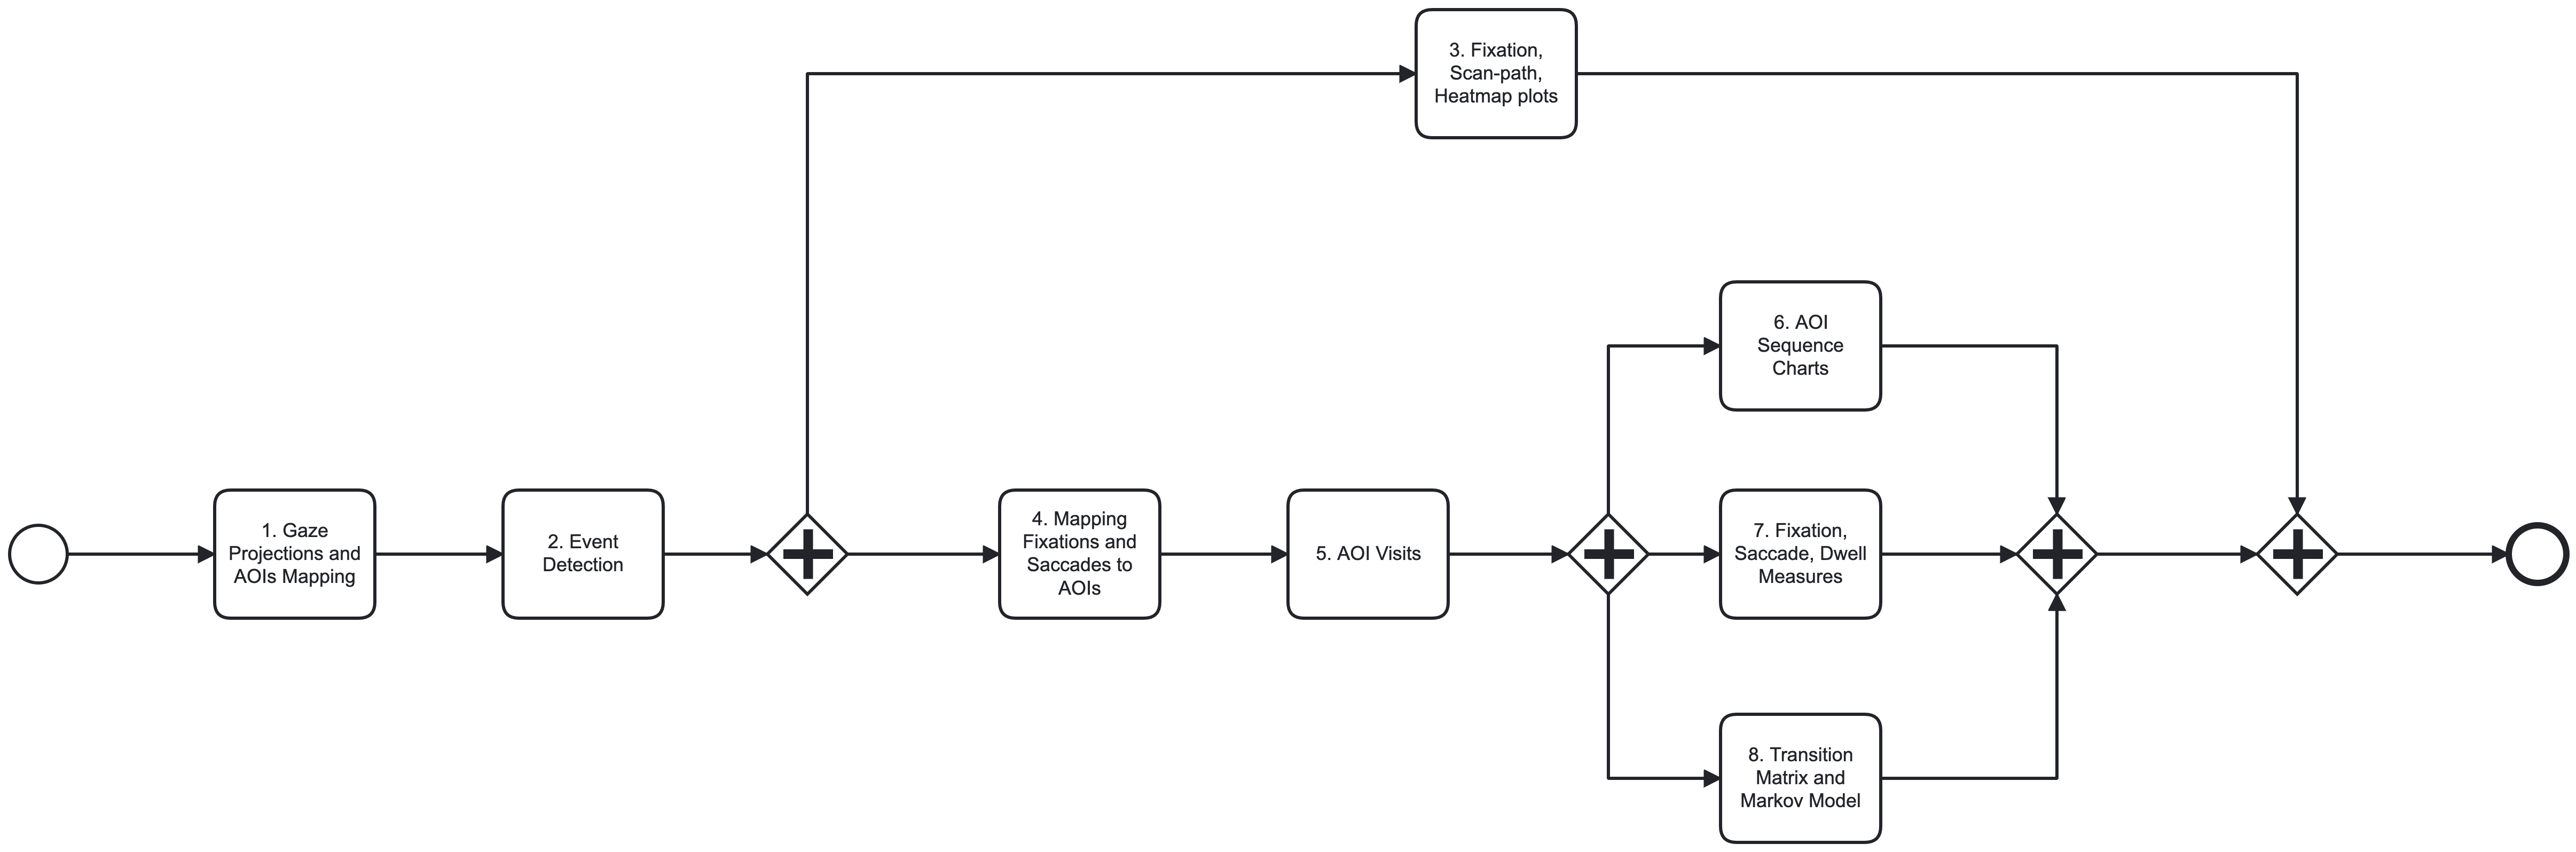 1. Gaze
Projections and
AOIs Mapping
2. Event
Detection
3. Fixation,
Scan-path,
Heatmap plots
4. Mapping
Fixations and
Saccades to
AOIs
5. AOI Visits
6. AOI
Sequence
Charts
7. Fixation,
Saccade, Dwell
Measures
8. Transition
Matrix and
Markov Model